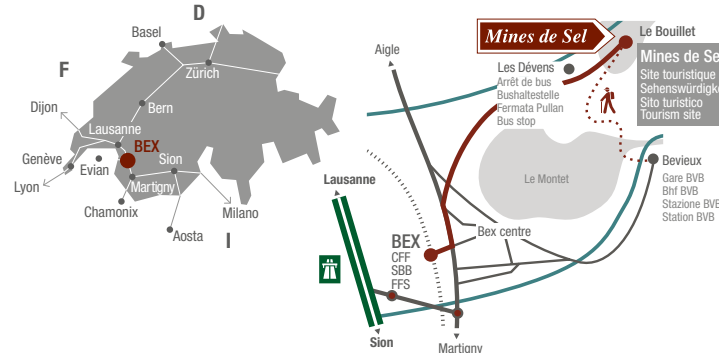 D
Basel
F
Zürich
Dijon
Bern
Lausanne
BEX
Genève
Evian
Sion
Lyon
Martigny
Chamonix
Milano
Aosta
I
Mines de Sel
Le Bouillet
Aigle
Mines de Se
Les Dévens
Arrêt de bus
Bushaltestelle
Fermata Pullan
Bus stop
Site touristique
Sehenswürdigke
Sito turistico
Tourism site
Bevieux
Gare BVB
Bhf BVB
Stazione BVB
Station BVB
Le Montet
Lausanne
Bex centre
BEX
CFF
SBB
FFS
Sion
Martigny